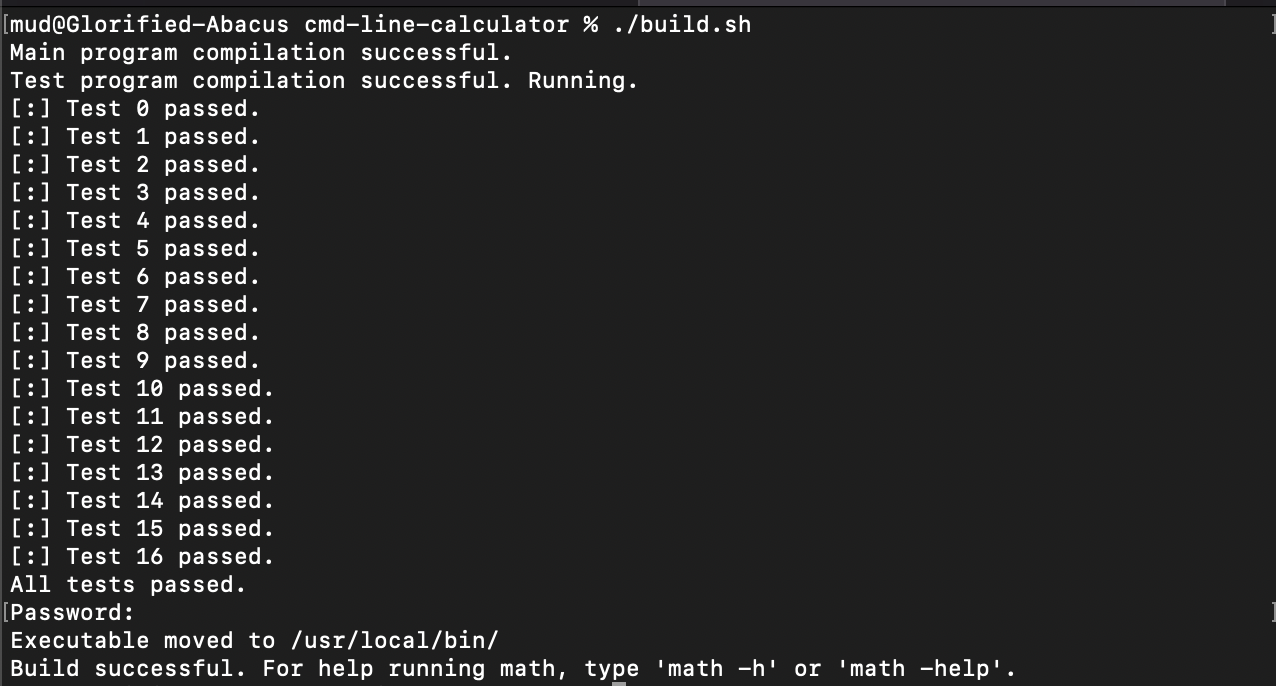 [mud@Glorified-Abacus cmd-line-calculator % ./build.sh ]
Main program compilation successful.
Test program compilation successful. Running.
[:] Test 0 passed.
[:] Test 1 passed.
[:] Test 2 passed.
[:] Test 3 passed.
[:] Test 4 passed.
[:] Test 5 passed.
[:] Test 6 passed.
[:] Test 7 passed.
[:] Test 8 passed.
[:] Test 9 passed.
[:] Test 10 passed.
[:] Test 11 passed.
[:] Test 12 passed.
[:] Test 13 passed.
[:] Test 14 passed.
[:] Test 15 passed.
[:] Test 16 passed.
All tests passed.
[Password: ]
Executable moved to /usr/local/bin/
Build successful. For help running math, type 'math -h' or 'math -help'.